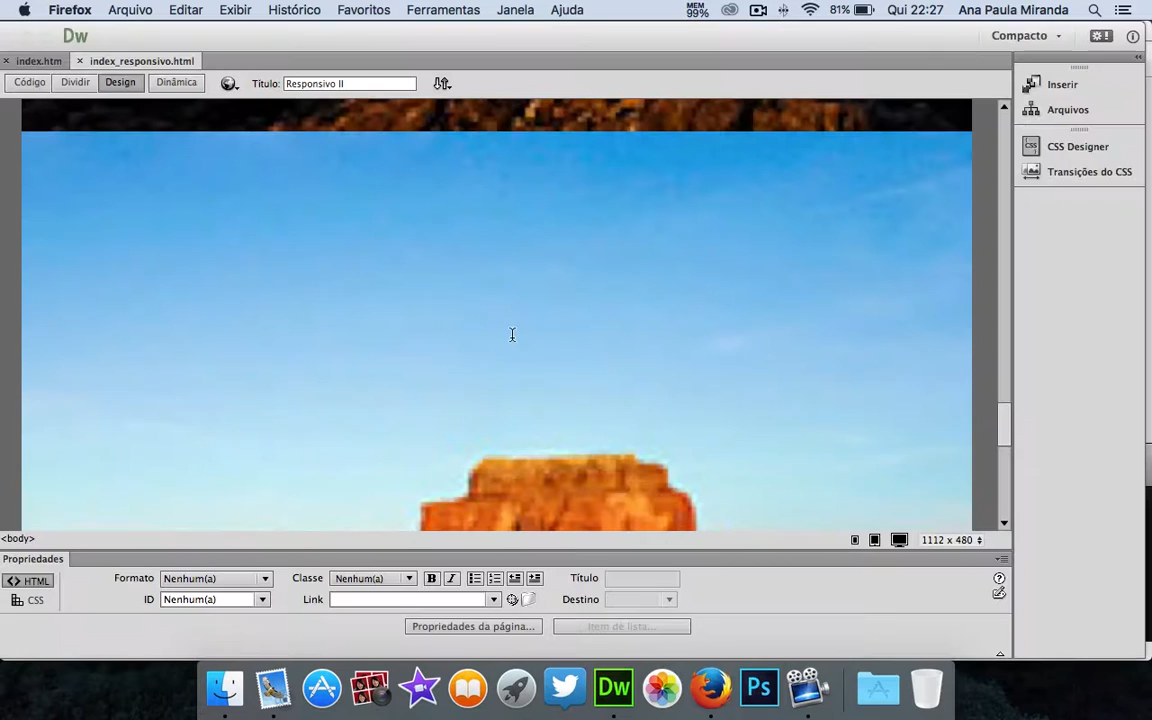 Firefox Arquivo Editar Exibir Histórico Favoritos Ferramentas Janela Ajuda MEM 99% 81% Qui 22:27 Ana Paula Miranda
Dw Compacto
index.htm index_responsivo.html
Código Dividir Design Dinâmica Título: Responsivo II
Inserir
Arquivos
CSS CSS Designer
Transições do CSS
<body> 1112 x 480
Propriedades
HTML Formato Nenhum(a) Classe Nenhum(a) B I Título
CSS ID Nenhum(a) Link Destino
Propriedades da página... Item de lista...
Dw Ps